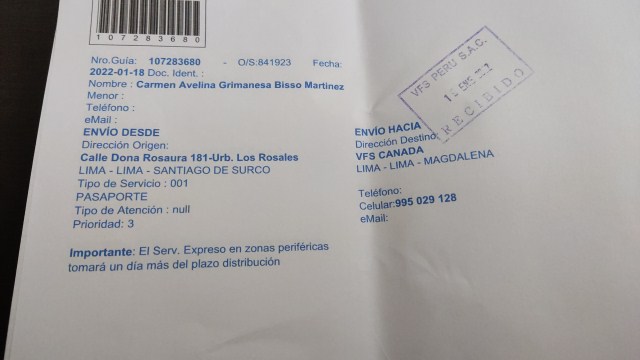 107283680
Nro.Guía: 107283680 - O/S:841923 Fecha:
2022-01-18 Doc. Ident. :
Nombre : Carmen Avelina Grimanesa Bisso Martinez
Menor :
Teléfono :
eMail :
ENVÍO DESDE
Dirección Origen:
Calle Dona Rosaura 181-Urb. Los Rosales
LIMA - LIMA - SANTIAGO DE SURCO
Tipo de Servicio : 001
PASAPORTE
Tipo de Atención : null
Prioridad: 3
ENVÍO HACIA
Dirección Destino:
VFS CANADA
LIMA - LIMA - MAGDALENA
Teléfono:
Celular:995 029 128
eMail:
VFS PERU S.A.C.
ENE
RECIBIDO
Importante: El Serv. Expreso en zonas periféricas
tomará un día más del plazo distribución